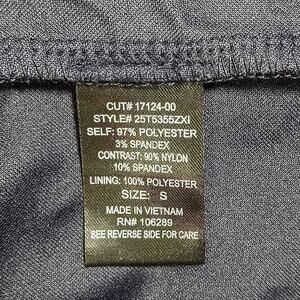 CUT# 17124-00
STYLE# 25T5355ZXI
SELF: 97% POLYESTER
3% SPANDEX
CONTRAST: 90% NYLON
10% SPANDEX
LINING: 100% POLYESTER
SIZE: S
MADE IN VIETNAM
RN# 106289
SEE REVERSE SIDE FOR CARE